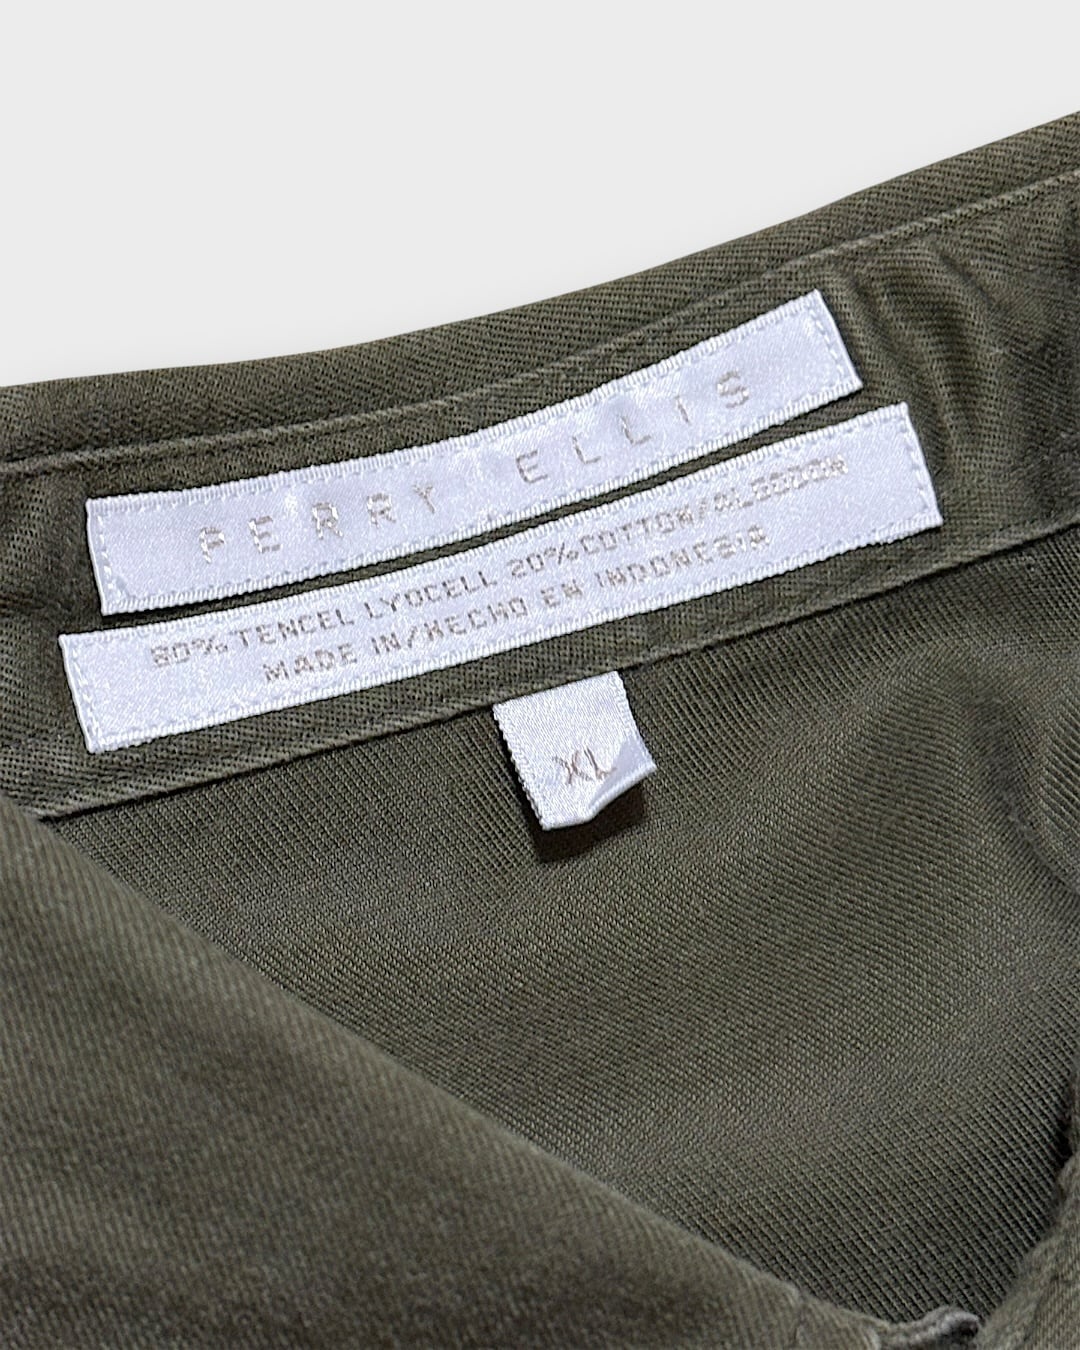 PERRY ELLIS
80% TENCEL LYOCELL 20% COTTON/ALGODON
MADE IN/HECHO EN INDONESIA
XL